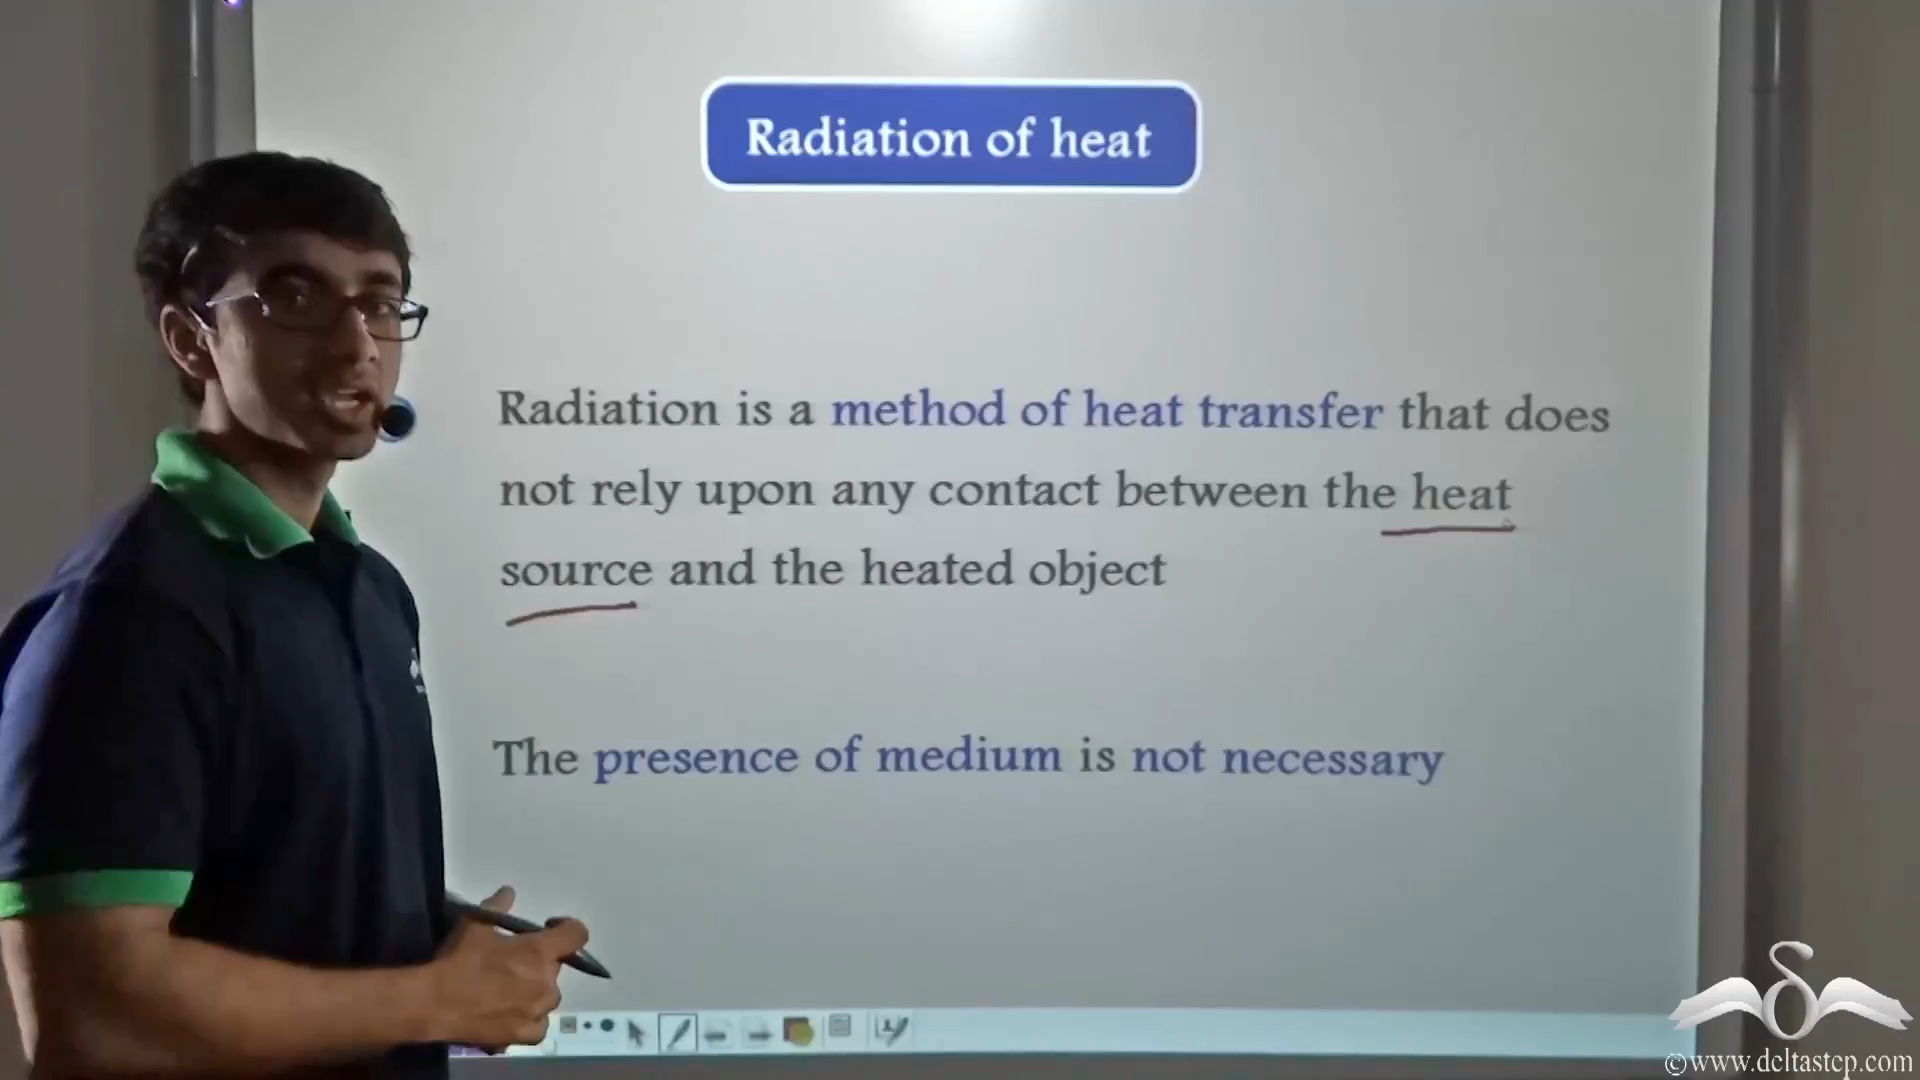 Radiation of heat
Radiation is a method of heat transfer that does
not rely upon any contact between the heat
source and the heated object
The presence of medium is not necessary
©www.deltastep.com